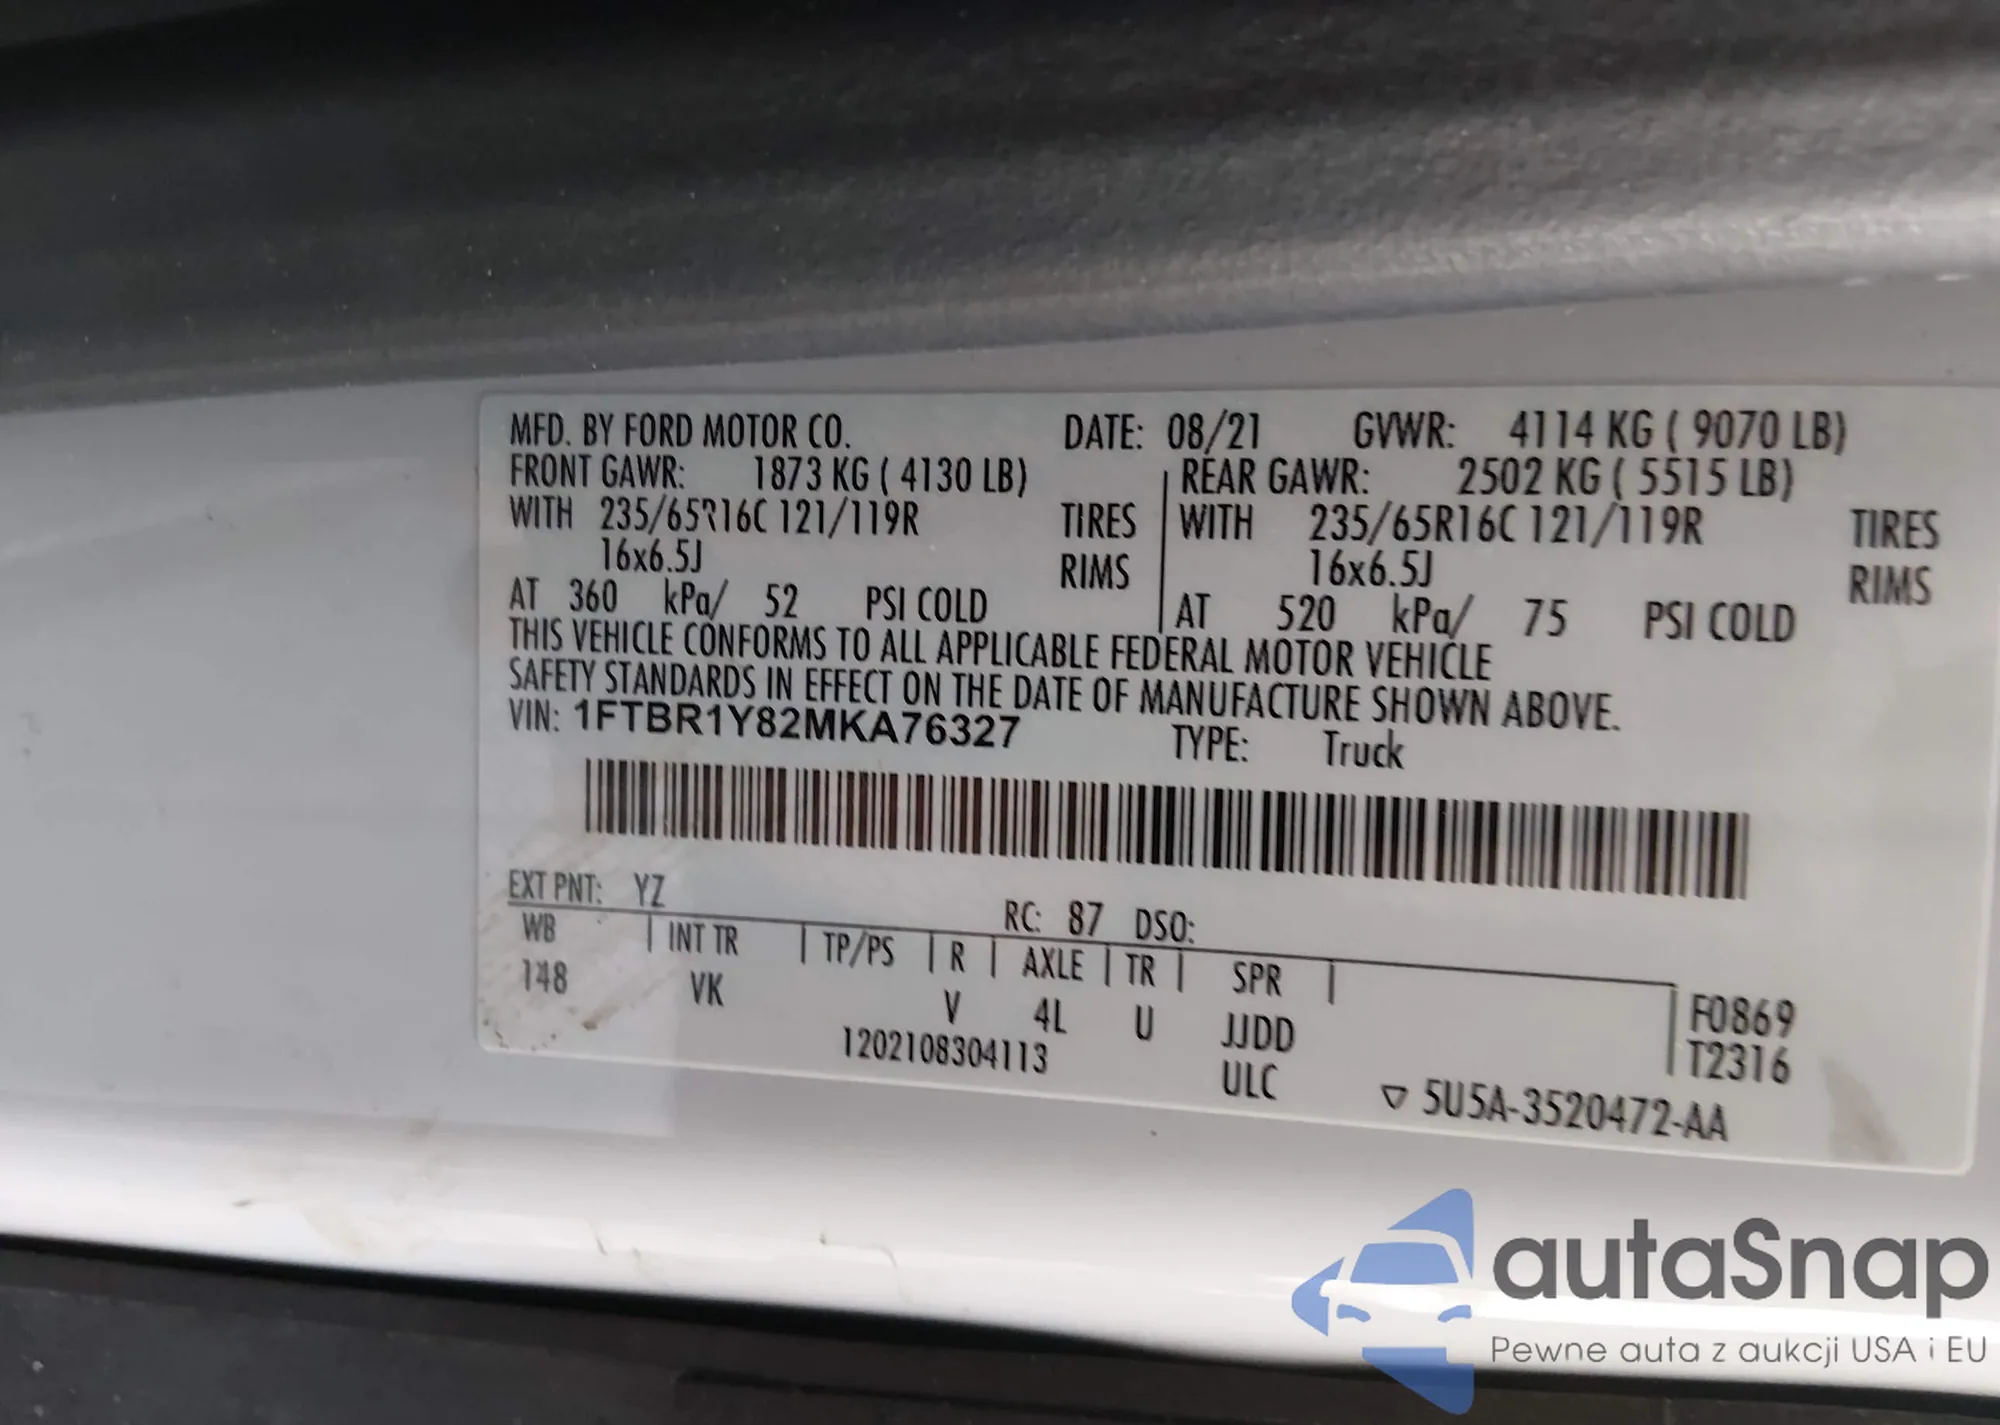 MFD. BY FORD MOTOR CO. DATE: 08/21 GVWR: 4114 KG ( 9070 LB)
FRONT GAWR: 1873 KG ( 4130 LB) REAR GAWR: 2502 KG ( 5515 LB)
WITH 235/65R16C 121/119R TIRES WITH 235/65R16C 121/119R TIRES
16x6.5J RIMS 16x6.5J RIMS
AT 360 kPa/ 52 PSI COLD AT 520 kPa/ 75 PSI COLD
THIS VEHICLE CONFORMS TO ALL APPLICABLE FEDERAL MOTOR VEHICLE
SAFETY STANDARDS IN EFFECT ON THE DATE OF MANUFACTURE SHOWN ABOVE.
VIN: 1FTBR1Y82MKA76327 TYPE: Truck
EXT PNT: YZ RC: 87 DSO:
WB INT TR TP/PS R AXLE TR SPR
148 VK V 4L U JJDD F0869
1202108304113 ULC T2316
▽ 5U5A-3520472-AA
autaSnap
Pewne auta z aukcji USA i EU